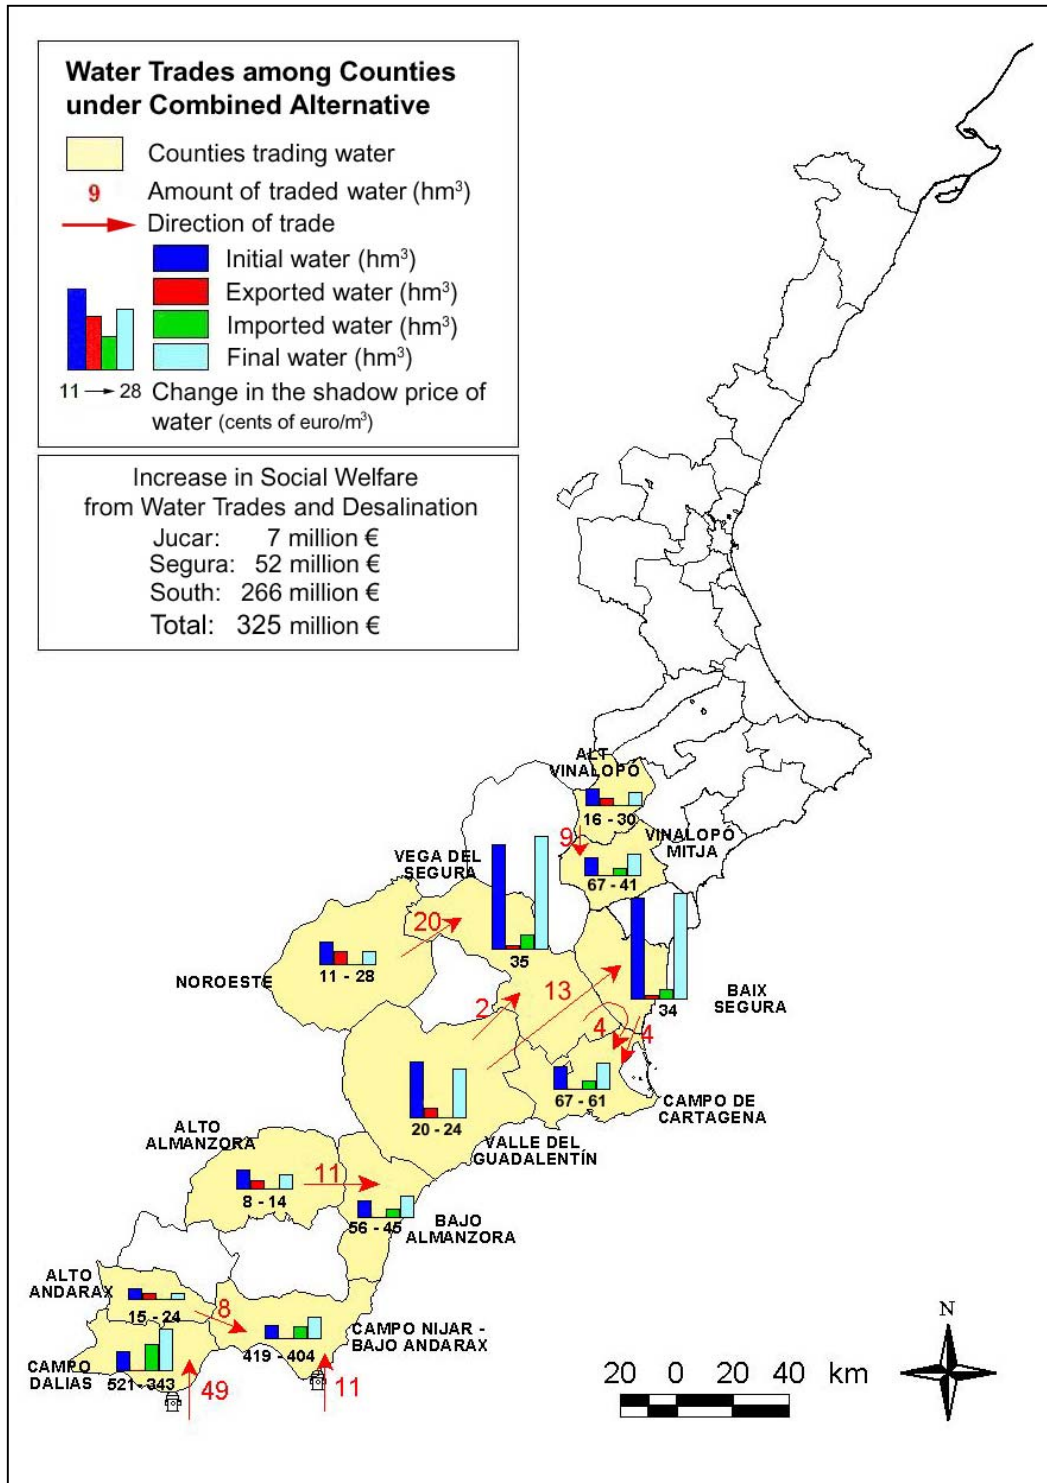 Water Trades among Counties
under Combined Alternative
Counties trading water
9 Amount of traded water (hm³)
Direction of trade
Initial water (hm³)
Exported water (hm³)
Imported water (hm³)
Final water (hm³)
11 → 28 Change in the shadow price of
water (cents of euro/m³)
Increase in Social Welfare
from Water Trades and Desalination
Jucar: 7 million €
Segura: 52 million €
South: 266 million €
Total: 325 million €
ALT
VINALOPÓ
16 - 30
9
VINALOPÓ
MITJA
67 - 41
VEGA DEL
SEGURA
20
35
NOROESTE
11 - 28
13
2
BAIX
SEGURA
34
4
4
67 - 61
CAMPO DE
CARTAGENA
20 - 24
VALLE DEL
GUADALENTÍN
ALTO
ALMANZORA
11
8 - 14
56 - 45
BAJO
ALMANZORA
ALTO
ANDARAX
15 - 24
8
CAMPO NIJAR -
BAJO ANDARAX
419 - 404
CAMPO
DALIAS
521 - 343
49
11
N
20 0 20 40 km